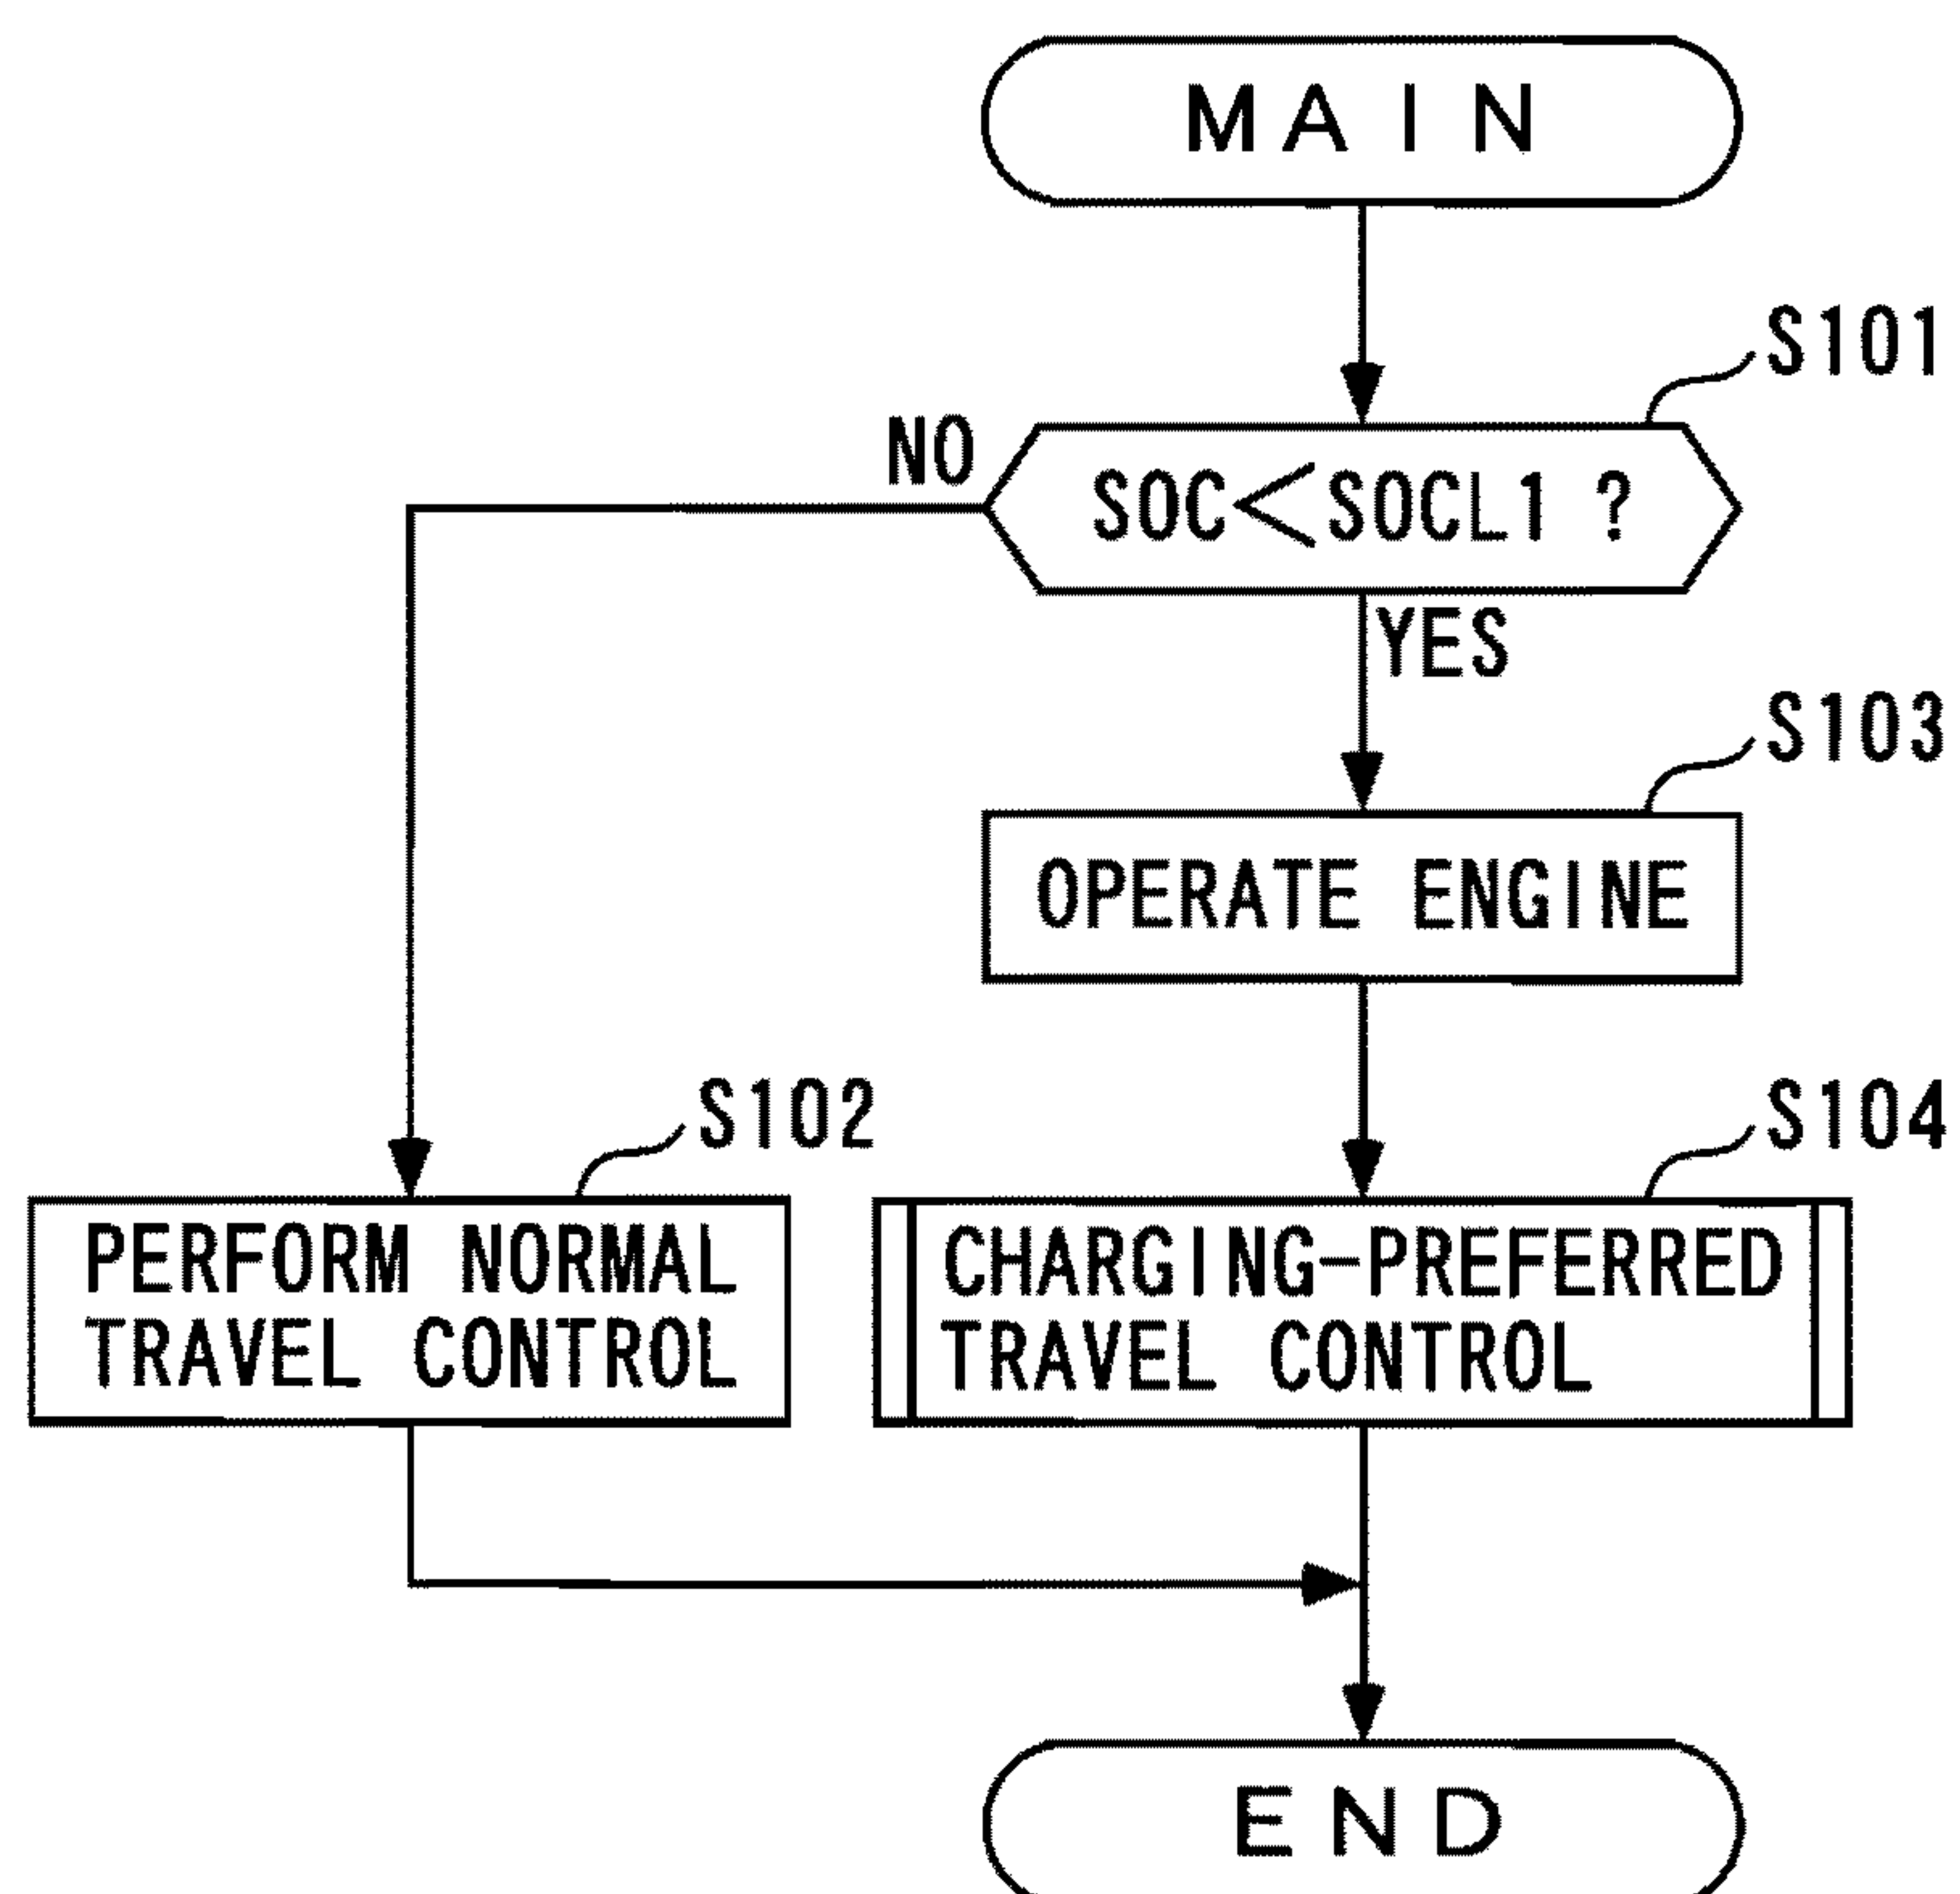 MAIN
S101
NO
SOC<SOCL1 ?
YES
S103
OPERATE ENGINE
S102
S104
PERFORM NORMAL
TRAVEL CONTROL
CHARGING-PREFERRED
TRAVEL CONTROL
END